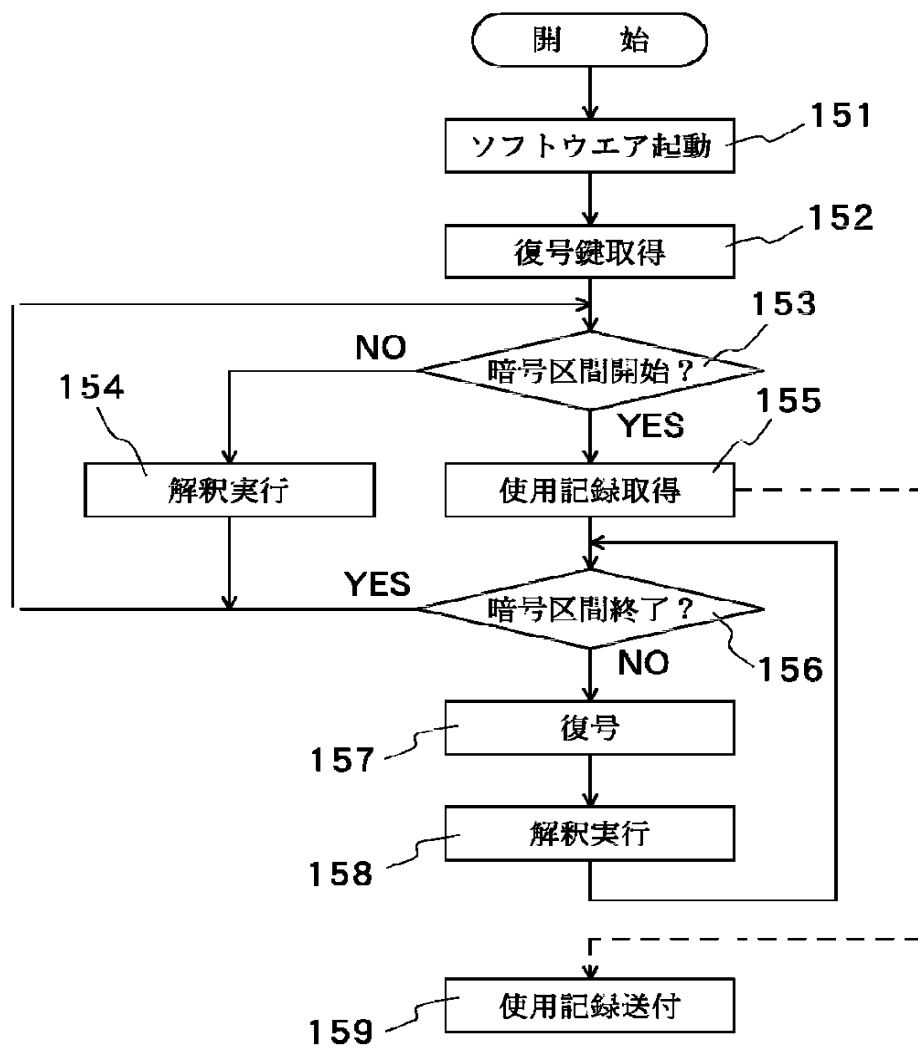 開 始
151
ソフトウエア起動
152
復号鍵取得
153
NO
暗号区間開始?
154
YES
155
解釈実行
使用記録取得
YES
暗号区間終了?
NO
156
復号
157
解釈実行
158
使用記録送付
159